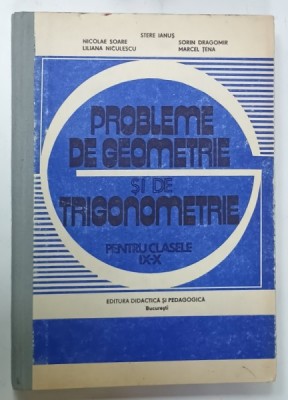 STERE IANUȘ
NICOLAE SOARE SORIN DRAGOMIR
LILIANA NICULESCU MARCEL ȚENA
PROBLEME
DE GEOMETRIE
ȘI DE
TRIGONOMETRIE
PENTRU CLASELE
IX-X
EDITURA DIDACTICĂ ȘI PEDAGOGICĂ
București